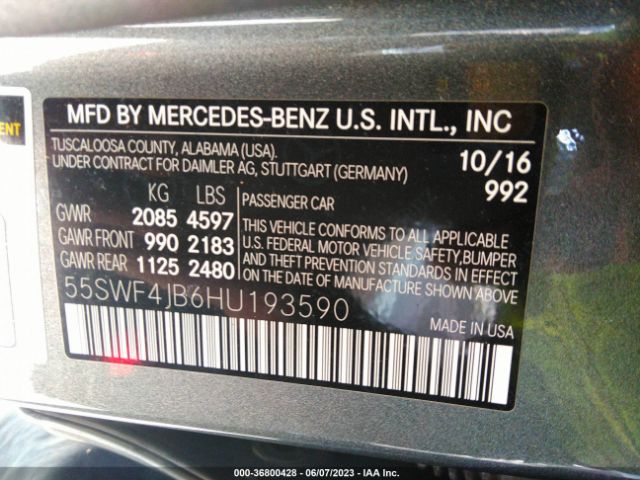 ENT
MFD BY MERCEDES-BENZ U.S. INTL., INC
TUSCALOOSA COUNTY, ALABAMA (USA).
UNDER CONTRACT FOR DAIMLER AG, STUTTGART (GERMANY)
10/16
992
KG LBS
GVWR 2085 4597
GAWR FRONT 990 2183
GAWR REAR 1125 2480
PASSENGER CAR
THIS VEHICLE CONFORMS TO ALL APPLICABLE
U.S. FEDERAL MOTOR VEHICLE SAFETY,BUMPER
AND THEFT PREVENTION STANDARDS IN EFFECT
ON THE DATE OF MANUFACTURE SHOWN ABOVE.
55SWF4JB6HU193590
MADE IN USA
000-36800428 - 06/07/2023 - IAA Inc.